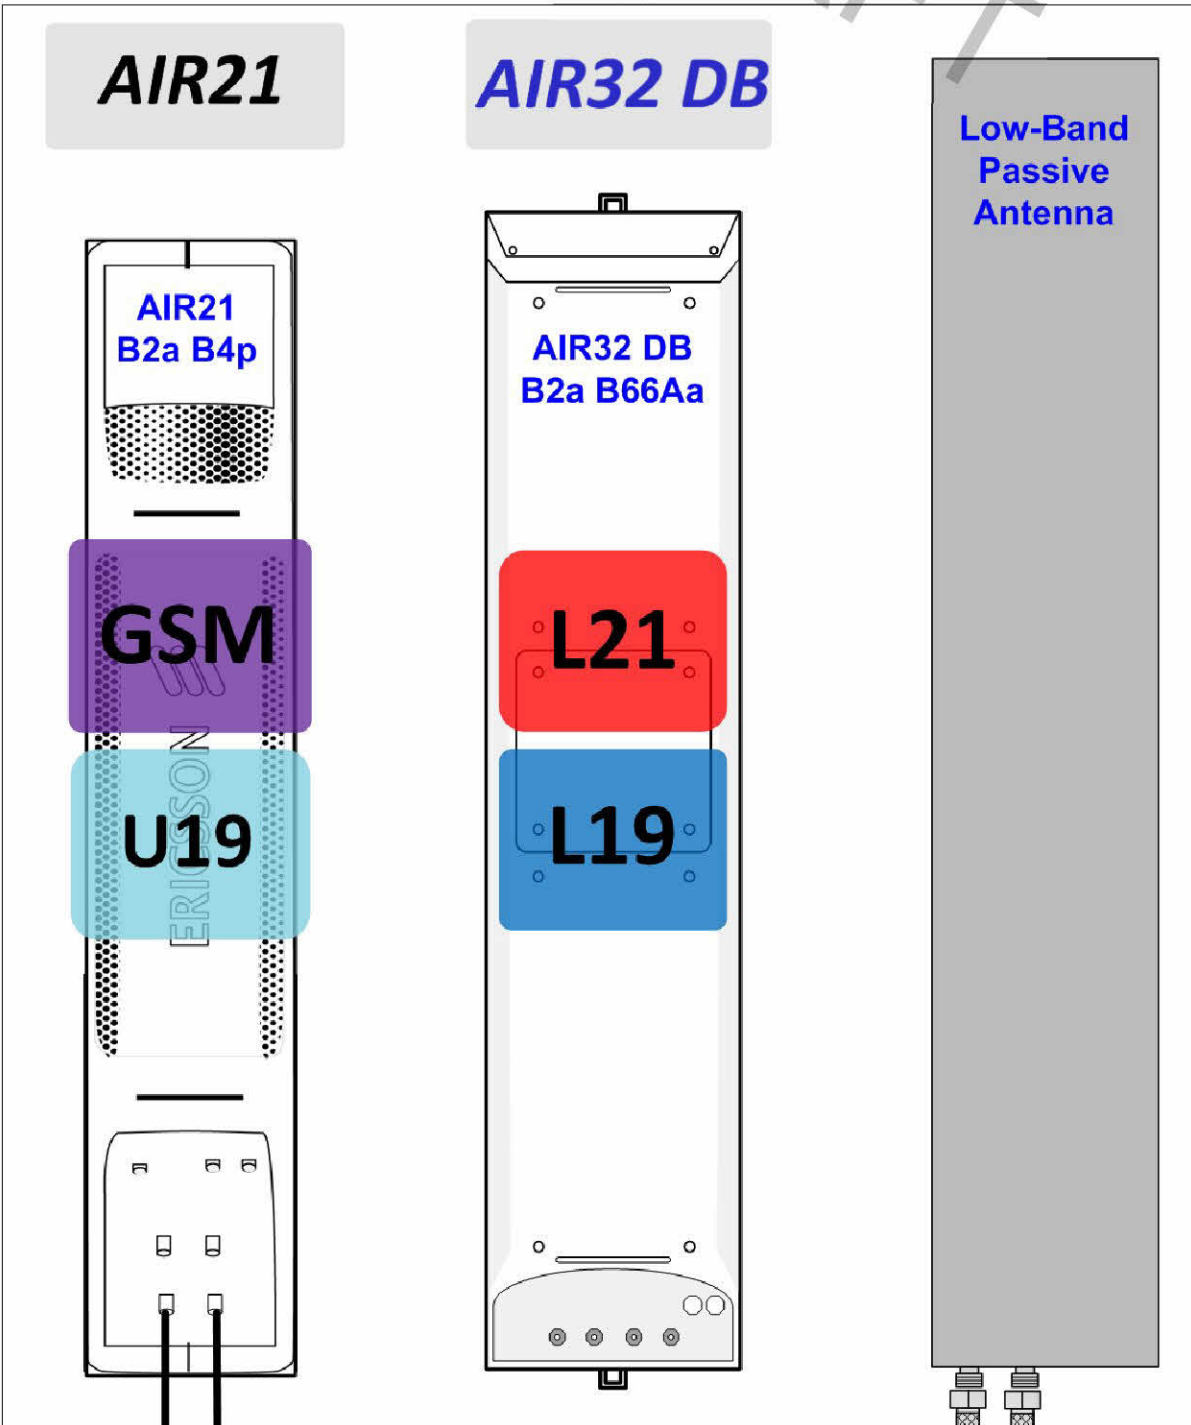 AIR21
AIR21
B2a B4p
GSM
U19
ERICSSON
AIR32 DB
AIR32 DB
B2a B66Aa
L21
L19
Low-Band
Passive
Antenna